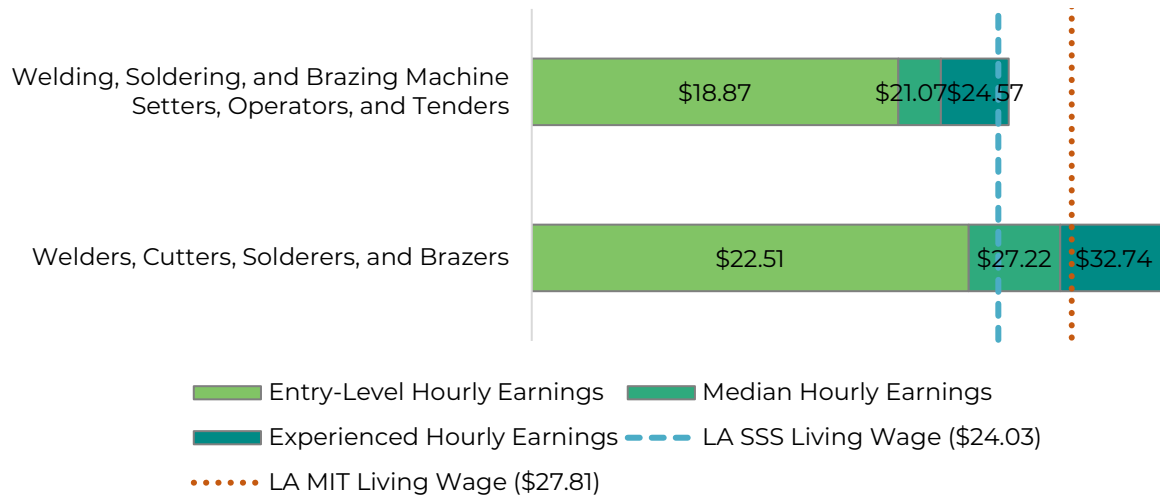 Welding, Soldering, and Brazing Machine
Setters, Operators, and Tenders
$18.87 $21.07 $24.57
Welders, Cutters, Solderers, and Brazers
$22.51 $27.22 $32.74
Entry-Level Hourly Earnings
Median Hourly Earnings
Experienced Hourly Earnings
LA SSS Living Wage ($24.03)
LA MIT Living Wage ($27.81)